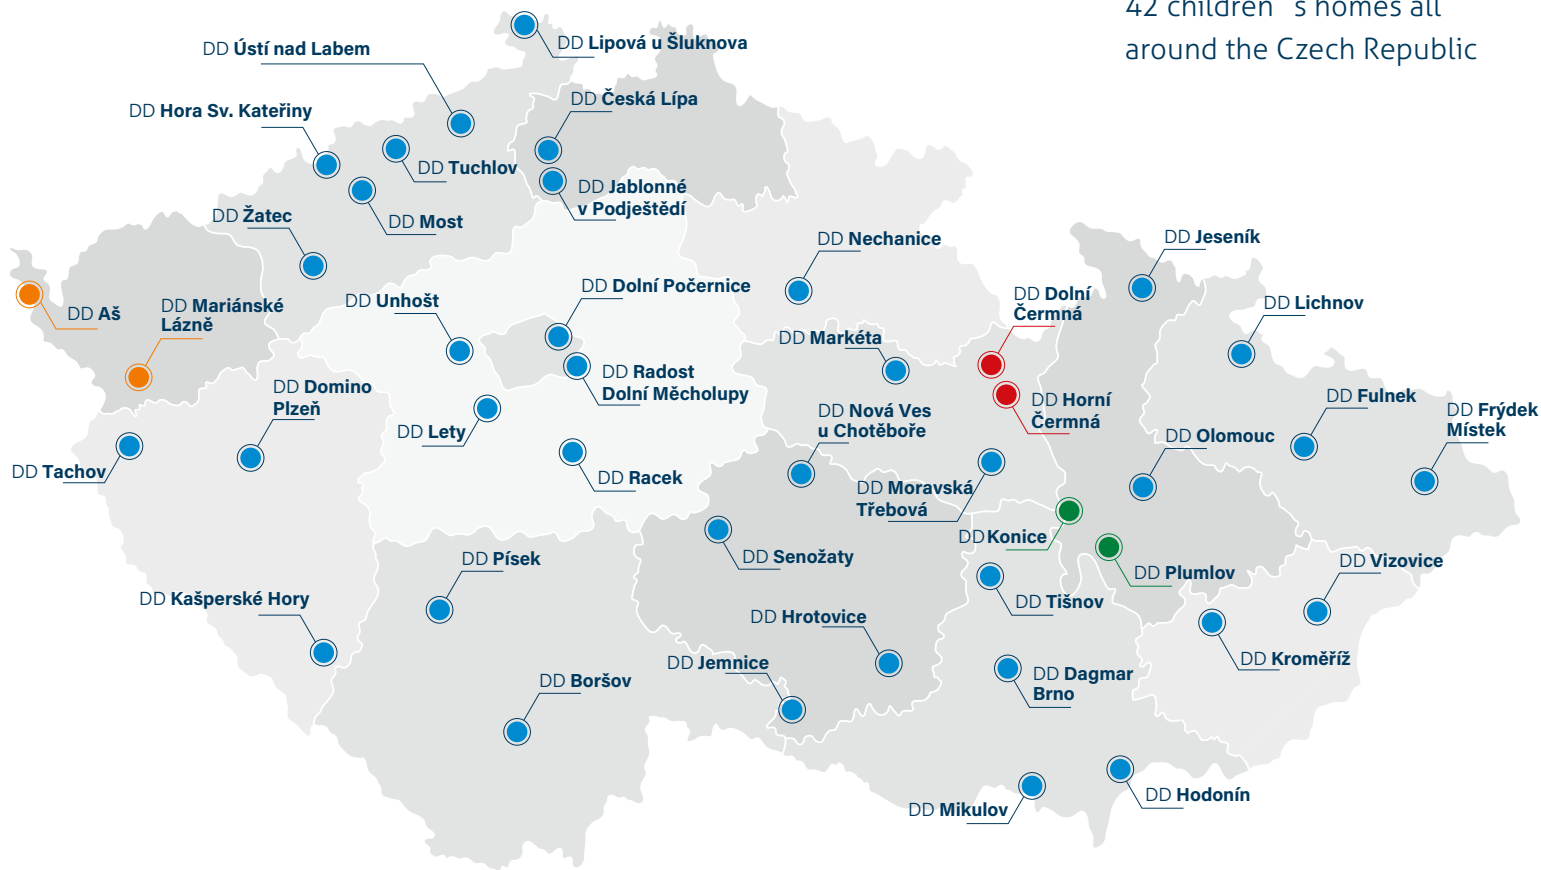 42 children s homes all
around the Czech Republic
DD Lipová u Šluknova
DD Ústí nad Labem
DD Česká Lípa
DD Hora Sv. Kateřiny
DD Tuchlov
DD Jablonné
v Podještědí
DD Most
DD Žatec
DD Nechanice
DD Jeseník
DD Dolní Počernice
DD Unhošt
DD Mariánské
Lázně
DD Aš
DD Dolní
Čermná
DD Lichnov
DD Markéta
DD Radost
Dolní Měcholupy
DD Domino
Plzeň
DD Horní
Čermná
DD Fulnek
DD Frýdek
Místek
DD Nová Ves
u Chotěboře
DD Lety
DD Olomouc
DD Tachov
DD Racek
DD Moravská
Třebová
DD Konice
DD Senožaty
DD Písek
DD Vizovice
DD Plumlov
DD Kašperské Hory
DD Tišnov
DD Hrotovice
DD Kroměříž
DD Jemnice
DD Boršov
DD Dagmar
Brno
DD Hodonín
DD Mikulov